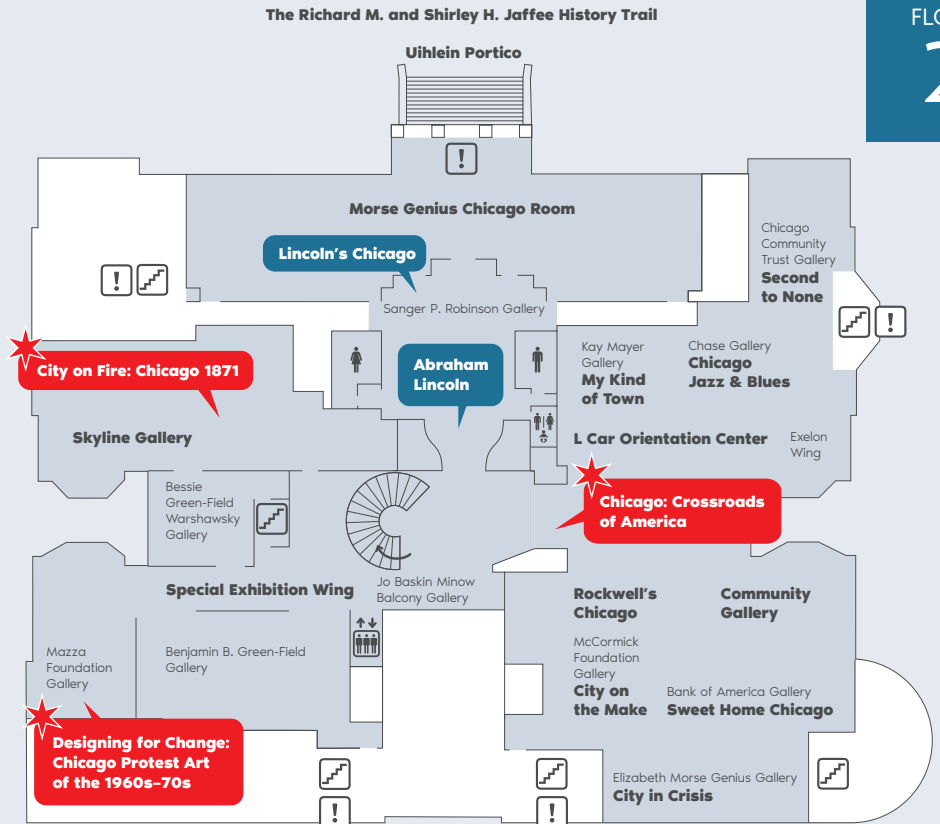 The Richard M. and Shirley H. Jaffee History Trail
Uihlein Portico
!
Morse Genius Chicago Room
Lincoln's Chicago
Sanger P. Robinson Gallery
Chicago
Community
Trust Gallery
Second
to None
!
!
City on Fire: Chicago 1871
Skyline Gallery
Abraham
Lincoln
Kay Mayer
Gallery
My Kind
of Town
Chase Gallery
Chicago
Jazz & Blues
L Car Orientation Center
Exelon
Wing
Bessie
Green-Field
Warshawsky
Gallery
Chicago: Crossroads
of America
Special Exhibition Wing
Jo Baskin Minow
Balcony Gallery
Rockwell's
Chicago
Community
Gallery
Mazza
Foundation
Gallery
Benjamin B. Green-Field
Gallery
McCormick
Foundation
Gallery
City on
the Make
Bank of America Gallery
Sweet Home Chicago
Designing for Change:
Chicago Protest Art
of the 1960s–70s
Elizabeth Morse Genius Gallery
City in Crisis
!
!